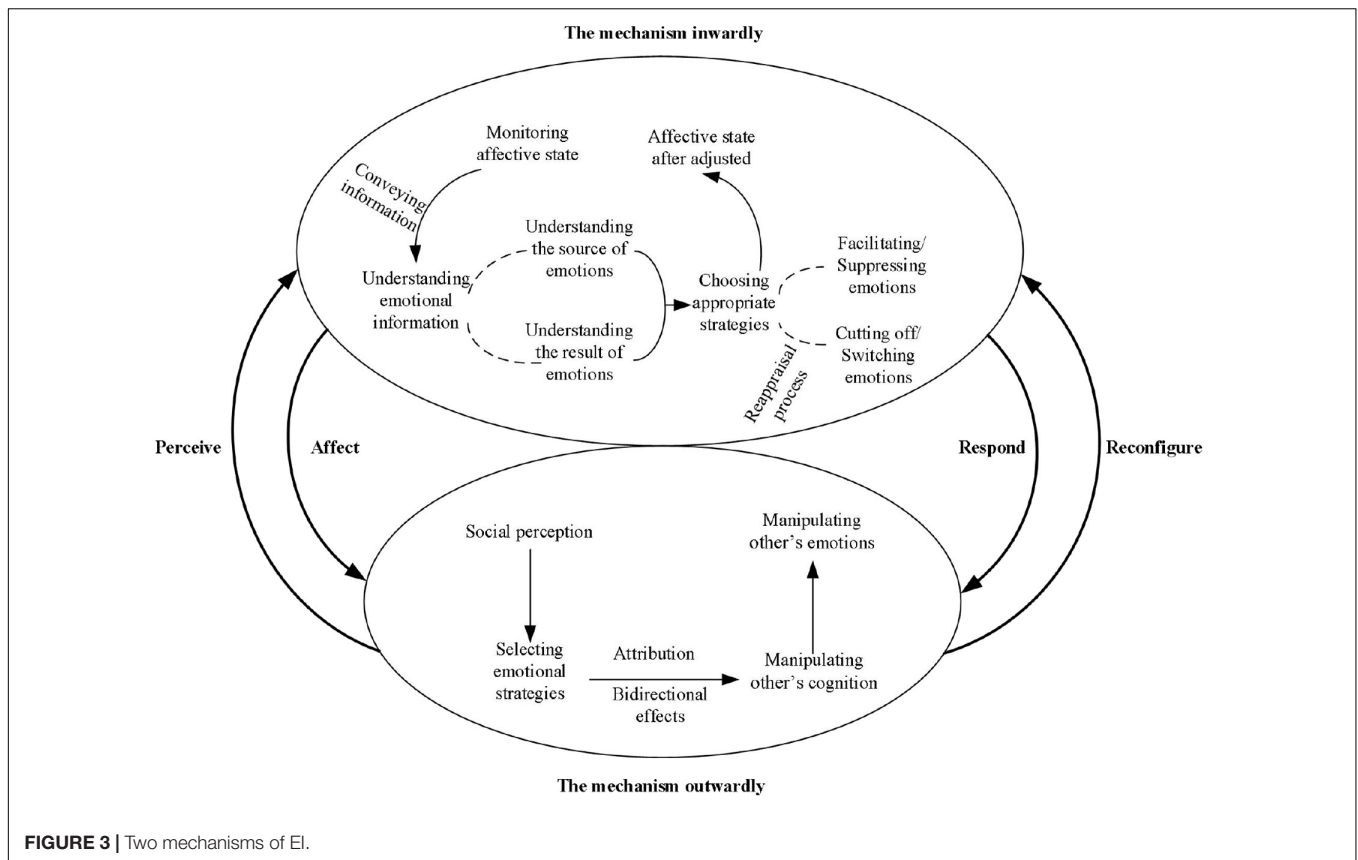 The mechanism inwardly
Monitoring
affective state
Affective state
after adjusted
Conveying
information
Understanding
the source of
emotions
Understanding
emotional
information
Understanding
the result of
emotions
Choosing
appropriate
strategies
Facilitating/
Suppressing
emotions
Cutting off/
Switching
emotions
Reappraisal
process
Perceive
Affect
Respond
Reconfigure
Social perception
Manipulating
other's emotions
Selecting
emotional
strategies
Attribution
Bidirectional
effects
Manipulating
other's cognition
The mechanism outwardly
FIGURE 3 | Two mechanisms of EI.